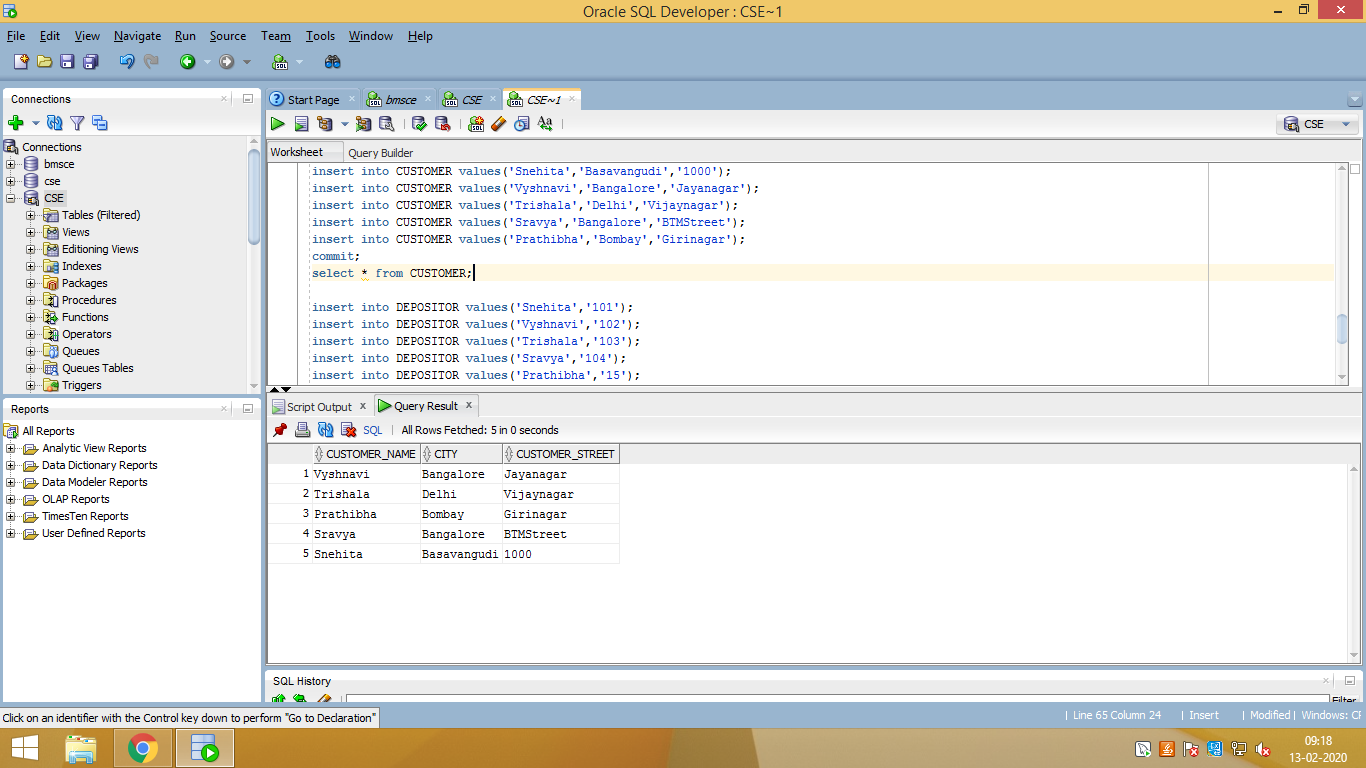 Oracle SQL Developer : CSE~1
File Edit View Navigate Run Source Team Tools Window Help
Connections
Connections
bmsce
cse
CSE
Tables (Filtered)
Views
Editioning Views
Indexes
Packages
Procedures
Functions
Operators
Queues
Queues Tables
Triggers
Reports
All Reports
Analytic View Reports
Data Dictionary Reports
Data Modeler Reports
OLAP Reports
TimesTen Reports
User Defined Reports
Start Page bmsce CSE CSE~1
CSE
Worksheet Query Builder
insert into CUSTOMER values('Snehita','Basavangudi','1000');
insert into CUSTOMER values('Vyshnavi','Bangalore','Jayanagar');
insert into CUSTOMER values('Trishala','Delhi','Vijaynagar');
insert into CUSTOMER values('Sravya','Bangalore','BTMStreet');
insert into CUSTOMER values('Prathibha','Bombay','Girinagar');
commit;
select * from CUSTOMER;
insert into DEPOSITOR values('Snehita','101');
insert into DEPOSITOR values('Vyshnavi','102');
insert into DEPOSITOR values('Trishala','103');
insert into DEPOSITOR values('Sravya','104');
insert into DEPOSITOR values('Prathibha','15');
Script Output x Query Result x
SQL | All Rows Fetched: 5 in 0 seconds
CUSTOMER_NAME CITY CUSTOMER_STREET
1 Vyshnavi Bangalore Jayanagar
2 Trishala Delhi Vijaynagar
3 Prathibha Bombay Girinagar
4 Sravya Bangalore BTMStreet
5 Snehita Basavangudi 1000
SQL History
Filter
Click on an identifier with the Control key down to perform "Go to Declaration"
| Line 65 Column 24 | Insert | Modified | Windows: CF
09:18
13-02-2020